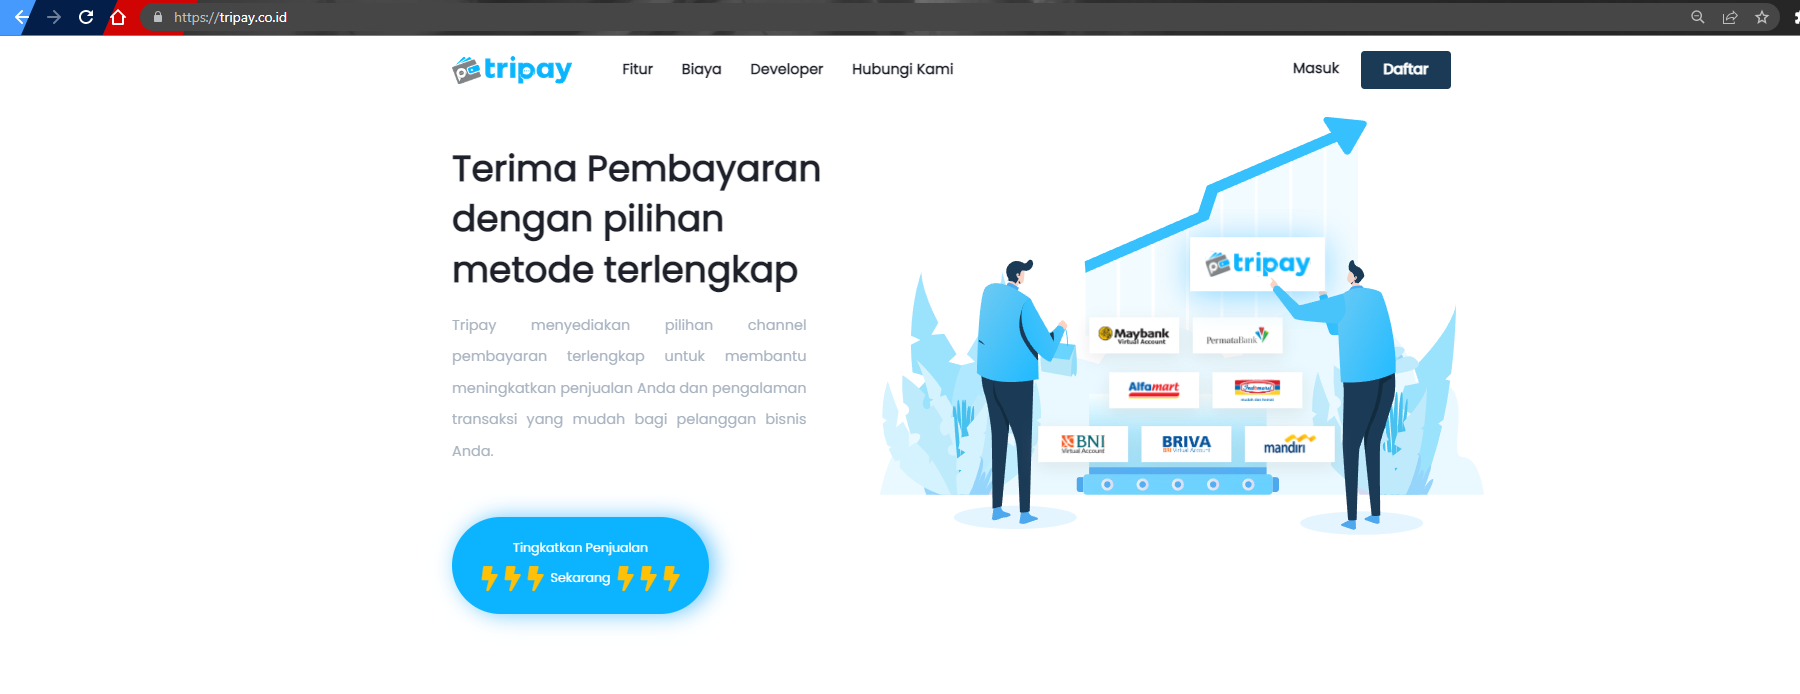 https://tripay.co.id
tripay Fitur Biaya Developer Hubungi Kami Masuk Daftar
Terima Pembayaran
dengan pilihan
metode terlengkap
Tripay menyediakan pilihan channel
pembayaran terlengkap untuk membantu
meningkatkan penjualan Anda dan pengalaman
transaksi yang mudah bagi pelanggan bisnis
Anda.
Tingkatkan Penjualan
Sekarang
tripay
Maybank
Virtual Account
PermataBank
Alfamart
Indomaret
BNI
Virtual Account
BRIVA
BRI Virtual Account
mandiri